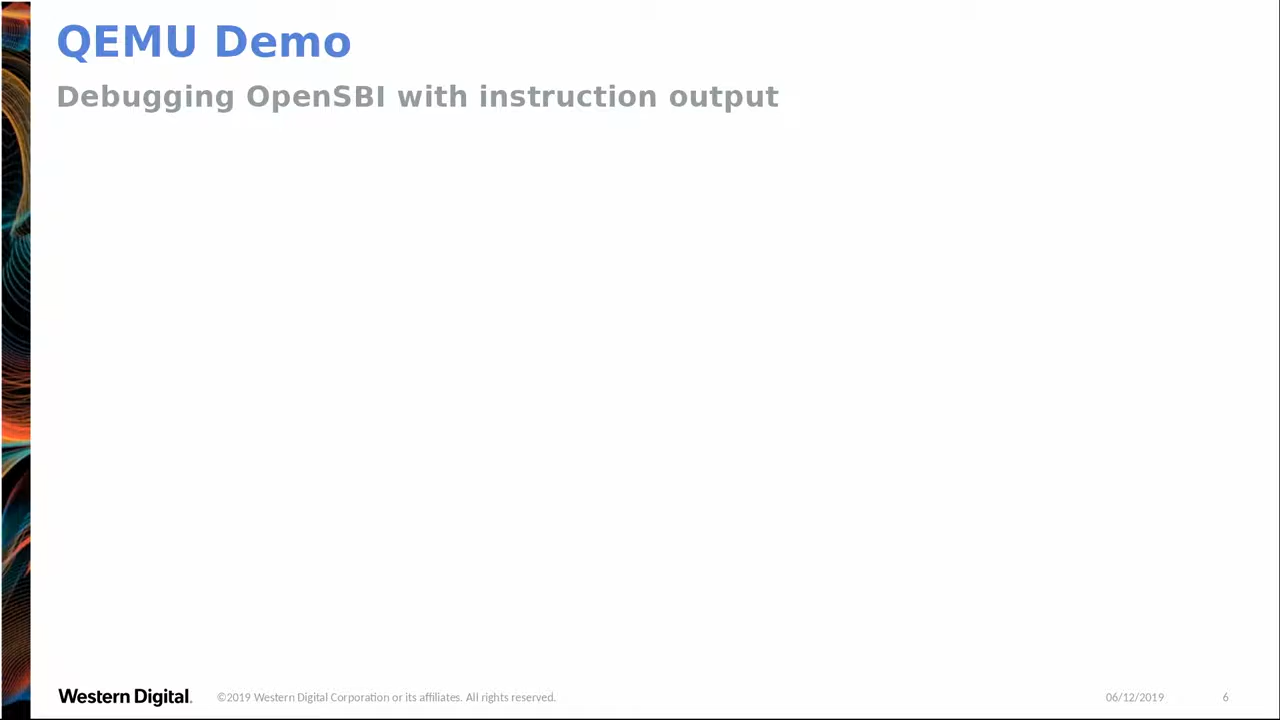 QEMU Demo
Debugging OpenSBI with instruction output
Western Digital.
©2019 Western Digital Corporation or its affiliates. All rights reserved.
06/12/2019
6